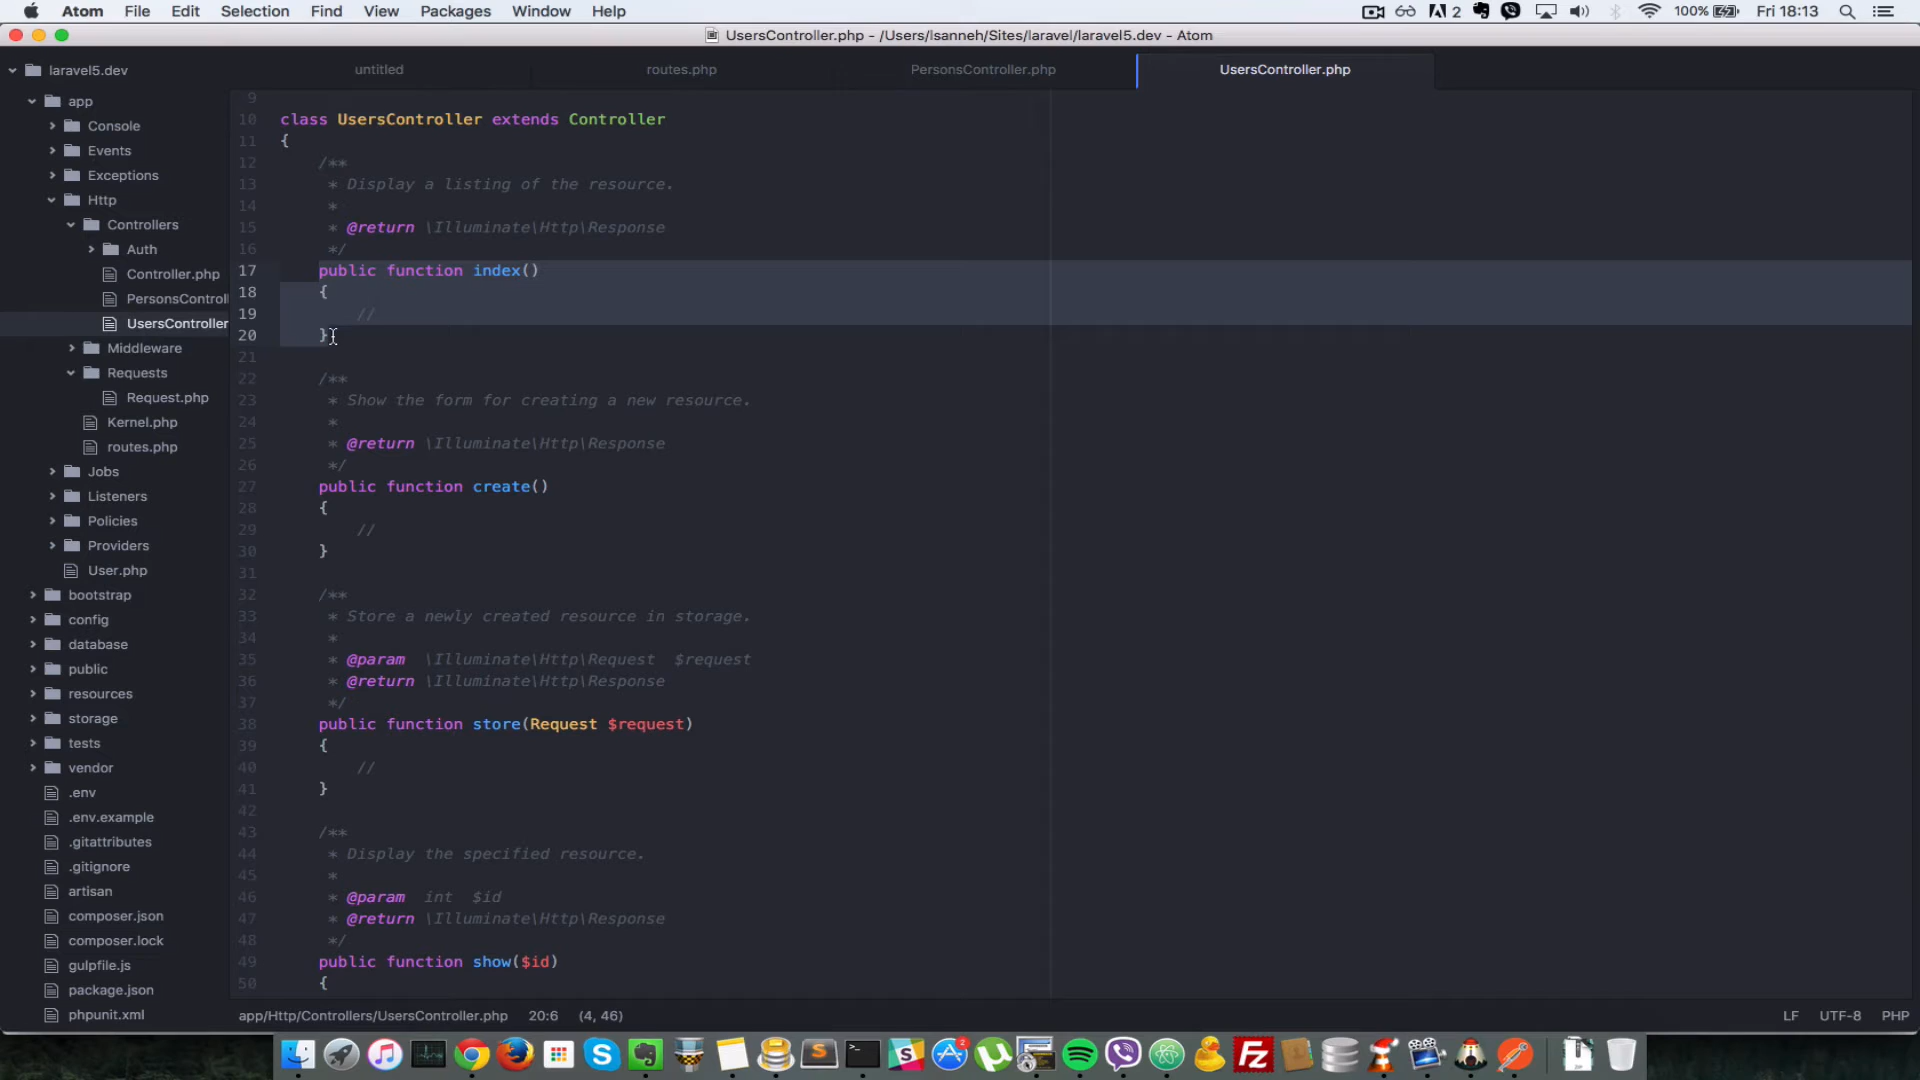 Atom File Edit Selection Find View Packages Window Help 2 100% Fri 18:13
UsersController.php - /Users/lsanneh/Sites/laravel/laravel5.dev - Atom
untitled routes.php PersonsController.php UsersController.php
laravel5.dev
app
Console
Events
Exceptions
Http
Controllers
Auth
Controller.php
PersonsControl
UsersController
Middleware
Requests
Request.php
Kernel.php
routes.php
Jobs
Listeners
Policies
Providers
User.php
bootstrap
config
database
public
resources
storage
tests
vendor
.env
.env.example
.gitattributes
.gitignore
artisan
composer.json
composer.lock
gulpfile.js
package.json
phpunit.xml
9
10 class UsersController extends Controller
11 {
12 /**
13 * Display a listing of the resource.
14 *
15 * @return \Illuminate\Http\Response
16 */
17 public function index()
18 {
19 //
20 }
21
22 /**
23 * Show the form for creating a new resource.
24 *
25 * @return \Illuminate\Http\Response
26 */
27 public function create()
28 {
29 //
30 }
31
32 /**
33 * Store a newly created resource in storage.
34 *
35 * @param \Illuminate\Http\Request $request
36 * @return \Illuminate\Http\Response
37 */
38 public function store(Request $request)
39 {
40 //
41 }
42
43 /**
44 * Display the specified resource.
45 *
46 * @param int $id
47 * @return \Illuminate\Http\Response
48 */
49 public function show($id)
50 {
app/Http/Controllers/UsersController.php 20:6 (4, 46) LF UTF-8 PHP